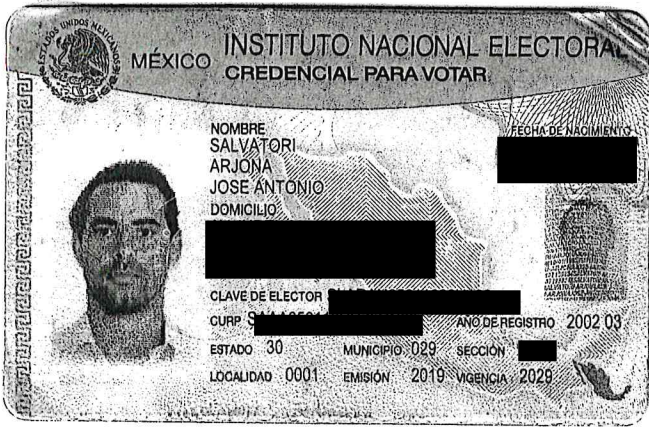 ESTADOS UNIDOS MEXICANOS
MÉXICO INSTITUTO NACIONAL ELECTORAL
CREDENCIAL PARA VOTAR
NOMBRE
SALVATORI
ARJONA
JOSE ANTONIO
FECHA DE NACIMIENTO
DOMICILIO
CLAVE DE ELECTOR
CURP
AÑO DE REGISTRO 2002 03
ESTADO 30 MUNICIPIO 029 SECCIÓN
LOCALIDAD 0001 EMISIÓN 2019 VIGENCIA 2029